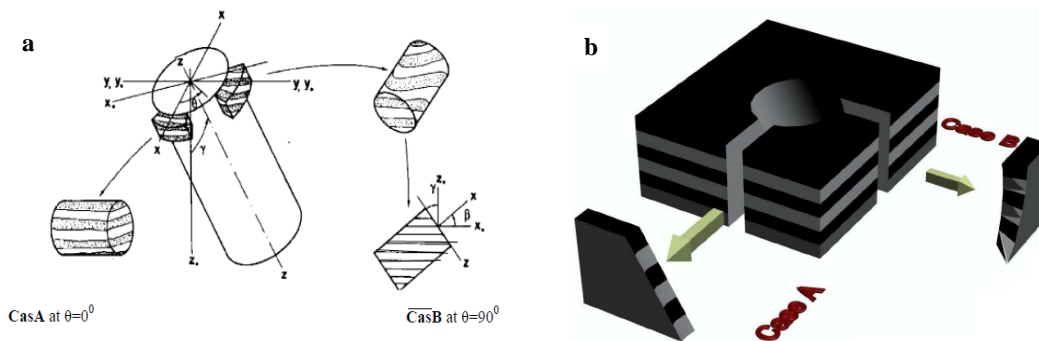 a
b
x
z
y, y₀
y, y₀
x₀
θ
x
γ
z₀
z
γ
z₀
x
β
x₀
z
CasA at θ=0⁰
CasB at θ=90⁰
Case A
Case B